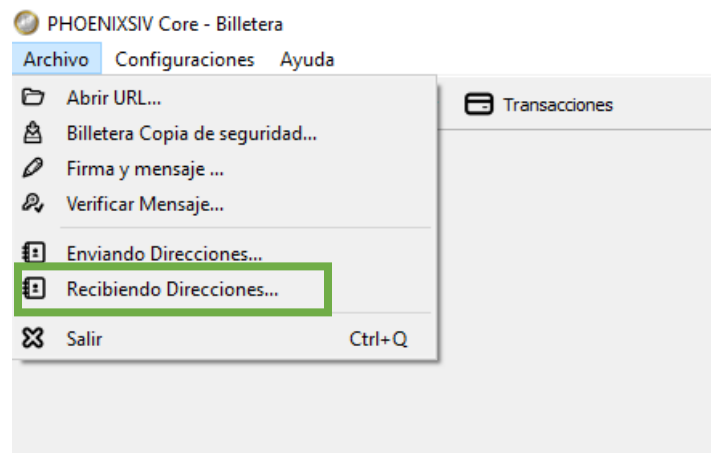 PHOENIXSIV Core - Billetera
Archivo Configuraciones Ayuda
Abrir URL...
Transacciones
Billetera Copia de seguridad...
Firma y mensaje ...
Verificar Mensaje...
Enviando Direcciones...
Recibiendo Direcciones...
Salir Ctrl+Q